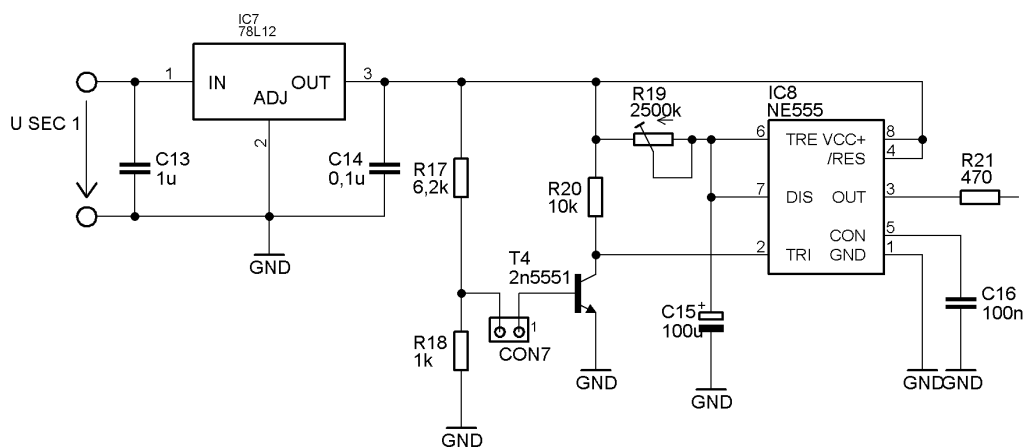 IC7
78L12
1
IN
OUT
3
ADJ
2
U SEC 1
C13
1u
C14
0,1u
GND
R17
6,2k
R18
1k
GND
CON7
1
T4
2n5551
GND
R20
10k
R19
2500k
C15
+
100u
GND
IC8
NE555
6
TRE
VCC+
8
/RES
4
7
DIS
OUT
3
CON
5
2
TRI
GND
1
R21
470
C16
100n
GND
GND